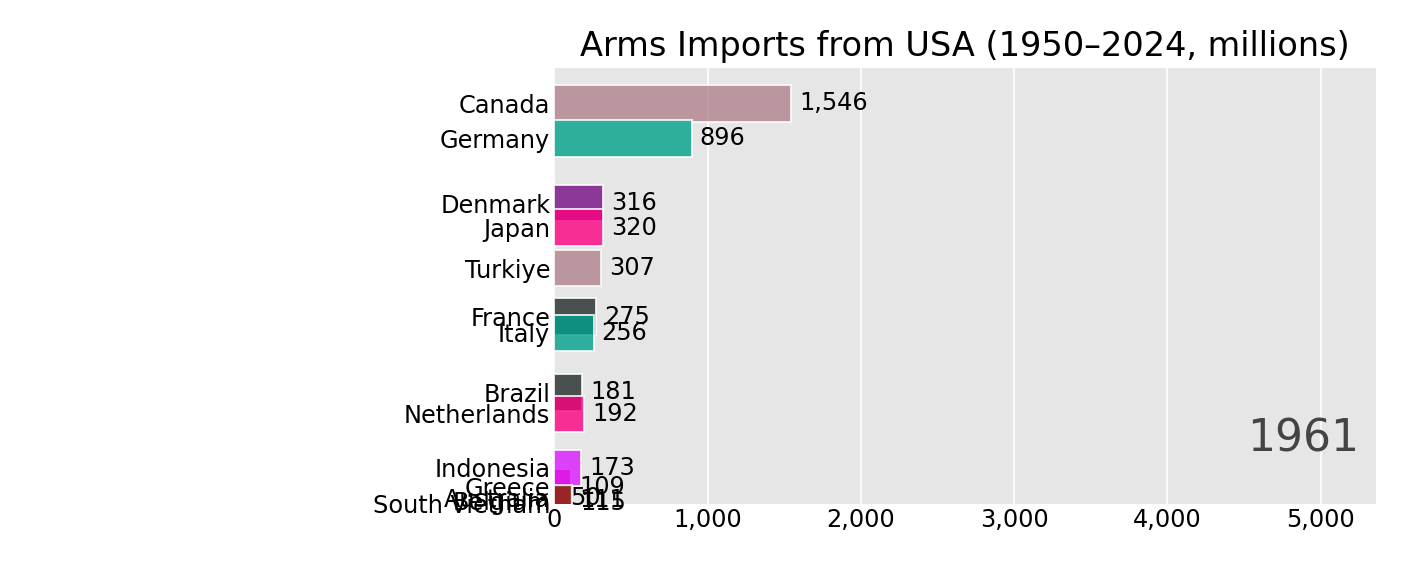 Arms Imports from USA (1950–2024, millions)
Canada 1,546
Germany 896
Denmark 316
Japan 320
Turkiye 307
France 275
Italy 256
Brazil 181
Netherlands 192
1961
Indonesia 173
Greece 109
South Vietnam
0 1,000 2,000 3,000 4,000 5,000